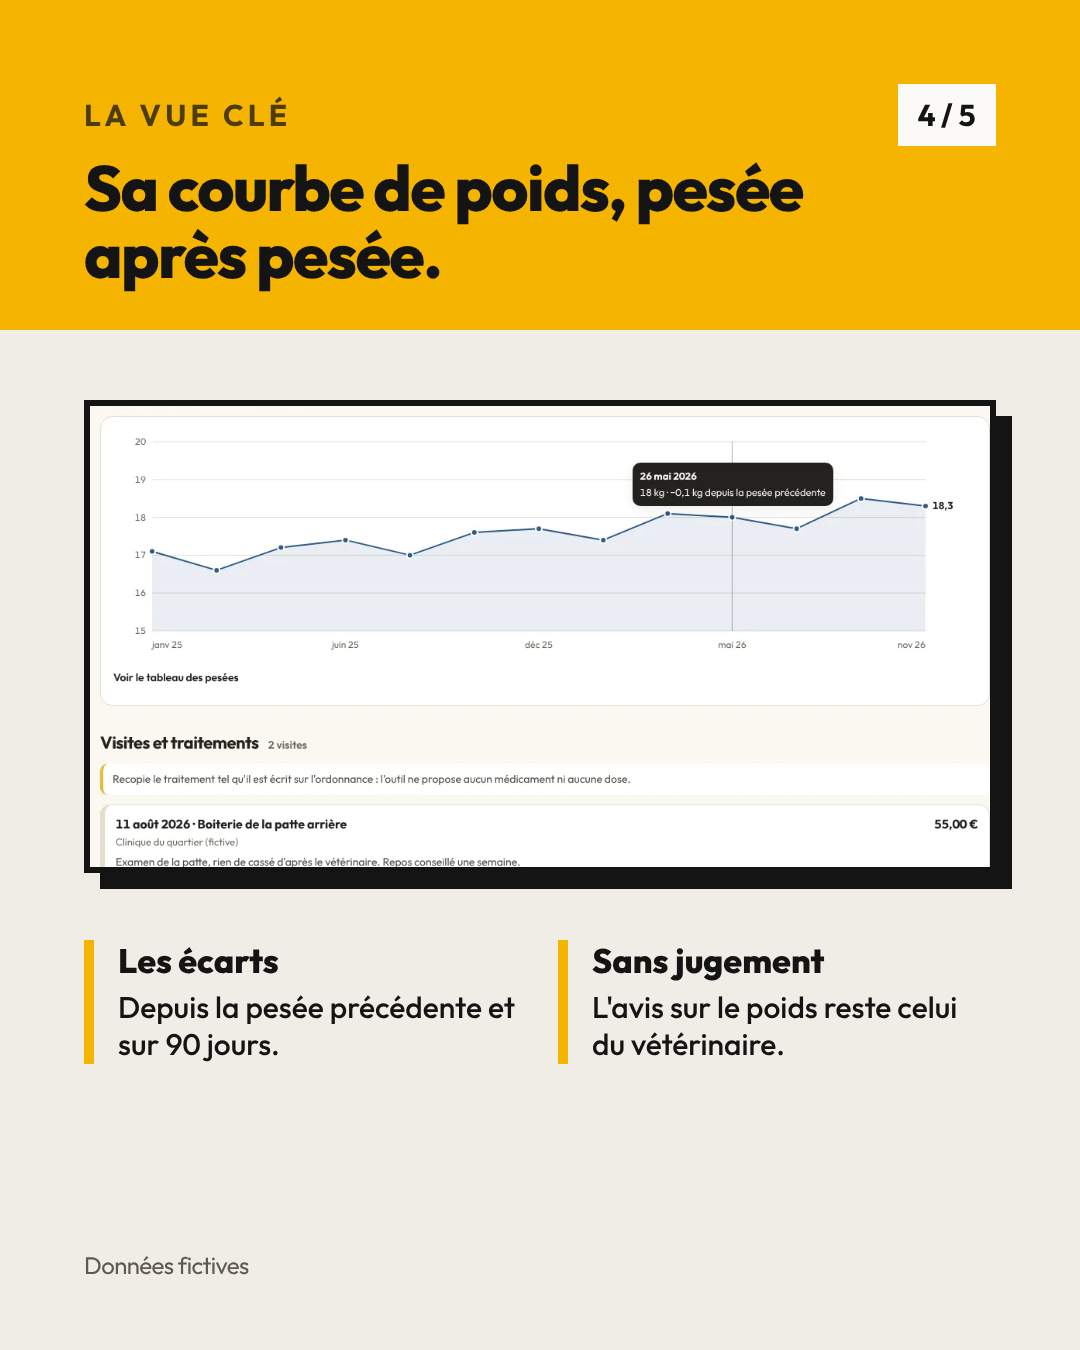 LA VUE CLÉ
4 / 5
Sa courbe de poids, pesée
après pesée.
20
19
18
17
16
15
26 mai 2026
18 kg · −0,1 kg depuis la pesée précédente
18,3
janv 25
juin 25
déc 25
mai 26
nov 26
Voir le tableau des pesées
Visites et traitements 2 visites
Recopie le traitement tel qu'il est écrit sur l'ordonnance : l'outil ne propose aucun médicament ni aucune dose.
11 août 2026 · Boiterie de la patte arrière 55,00 €
Clinique du quartier (fictive)
Examen de la patte, rien de cassé d'après le vétérinaire. Repos conseillé une semaine.
Les écarts
Depuis la pesée précédente et
sur 90 jours.
Sans jugement
L'avis sur le poids reste celui
du vétérinaire.
Données fictives